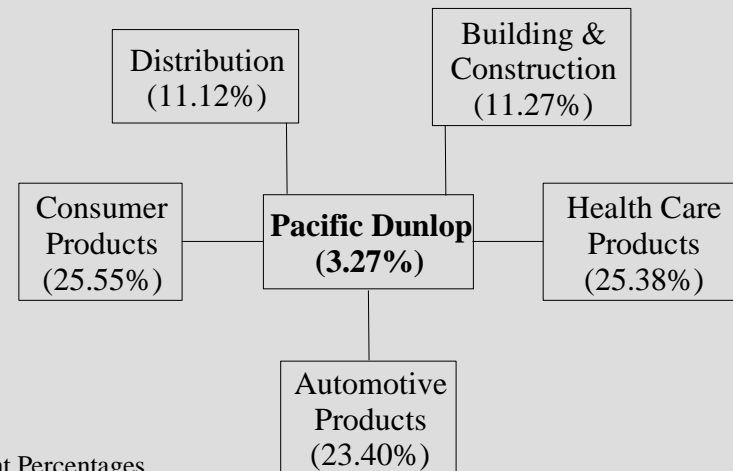 Building &
Construction
(11.27%)
Distribution
(11.12%)
Consumer
Products
(25.55%)
Pacific Dunlop
(3.27%)
Health Care
Products
(25.38%)
Automotive
Products
(23.40%)
Percentages